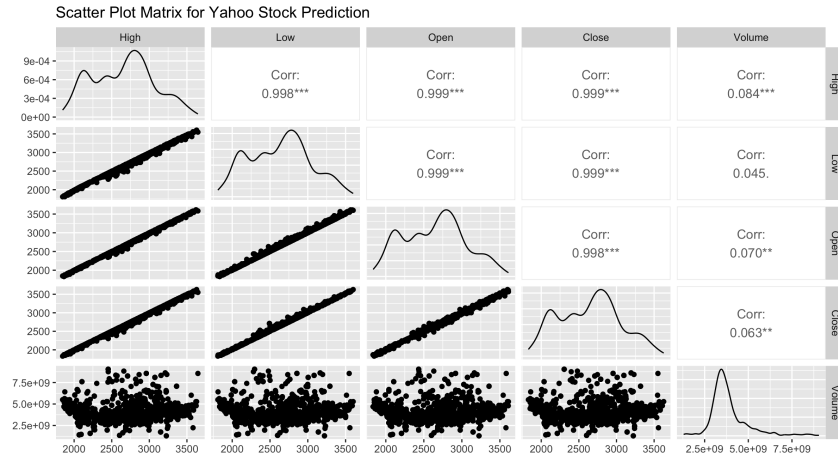 Scatter Plot Matrix for Yahoo Stock Prediction
High Low Open Close Volume
9e-04
6e-04
3e-04
0e+00
Corr:
0.998***
Corr:
0.999***
Corr:
0.999***
Corr:
0.084***
High
3500
3000
2500
2000
Corr:
0.999***
Corr:
0.999***
Corr:
0.045.
Low
3500
3000
2500
2000
Corr:
0.998***
Corr:
0.070**
Open
3500
3000
2500
2000
Corr:
0.063**
Close
7.5e+09
5.0e+09
2.5e+09
Volume
2000 2500 3000 3500 2000 2500 3000 3500 2000 2500 3000 3500 2000 2500 3000 3500 2.5e+09 5.0e+09 7.5e+09